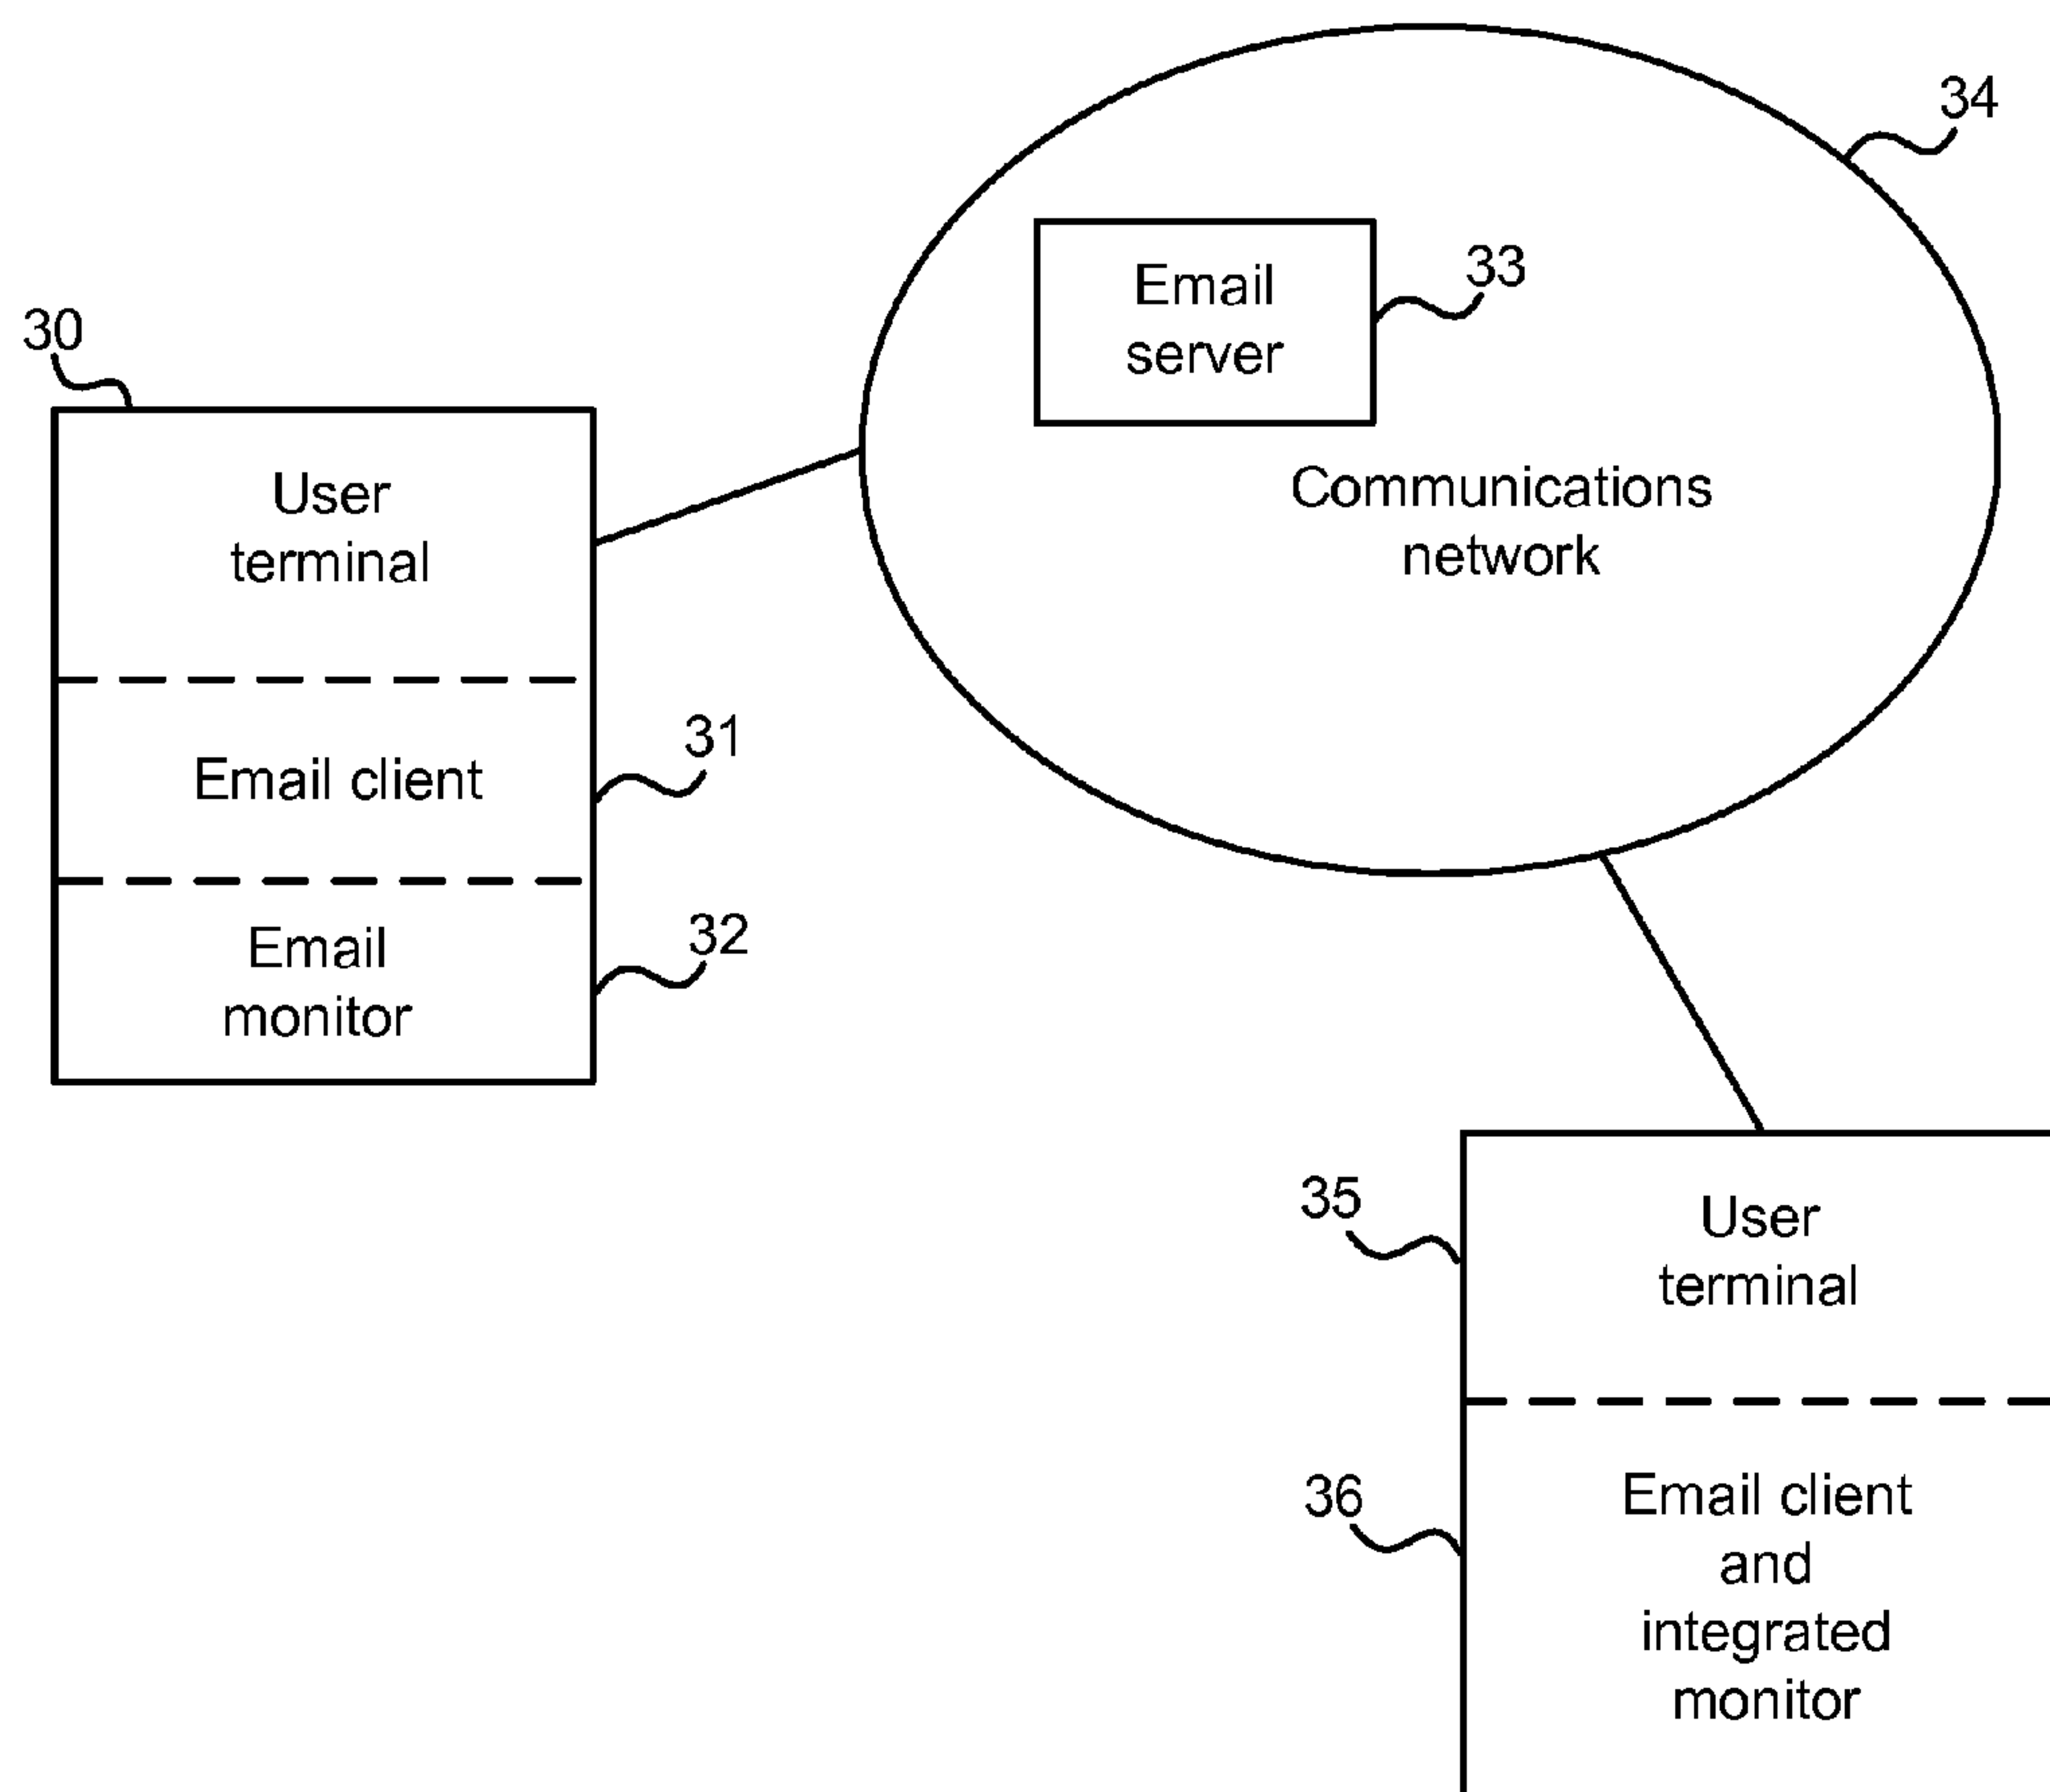 34
33
Email
server
30
Communications
network
User
terminal
31
Email client
32
Email
monitor
35
User
terminal
36
Email client
and
integrated
monitor